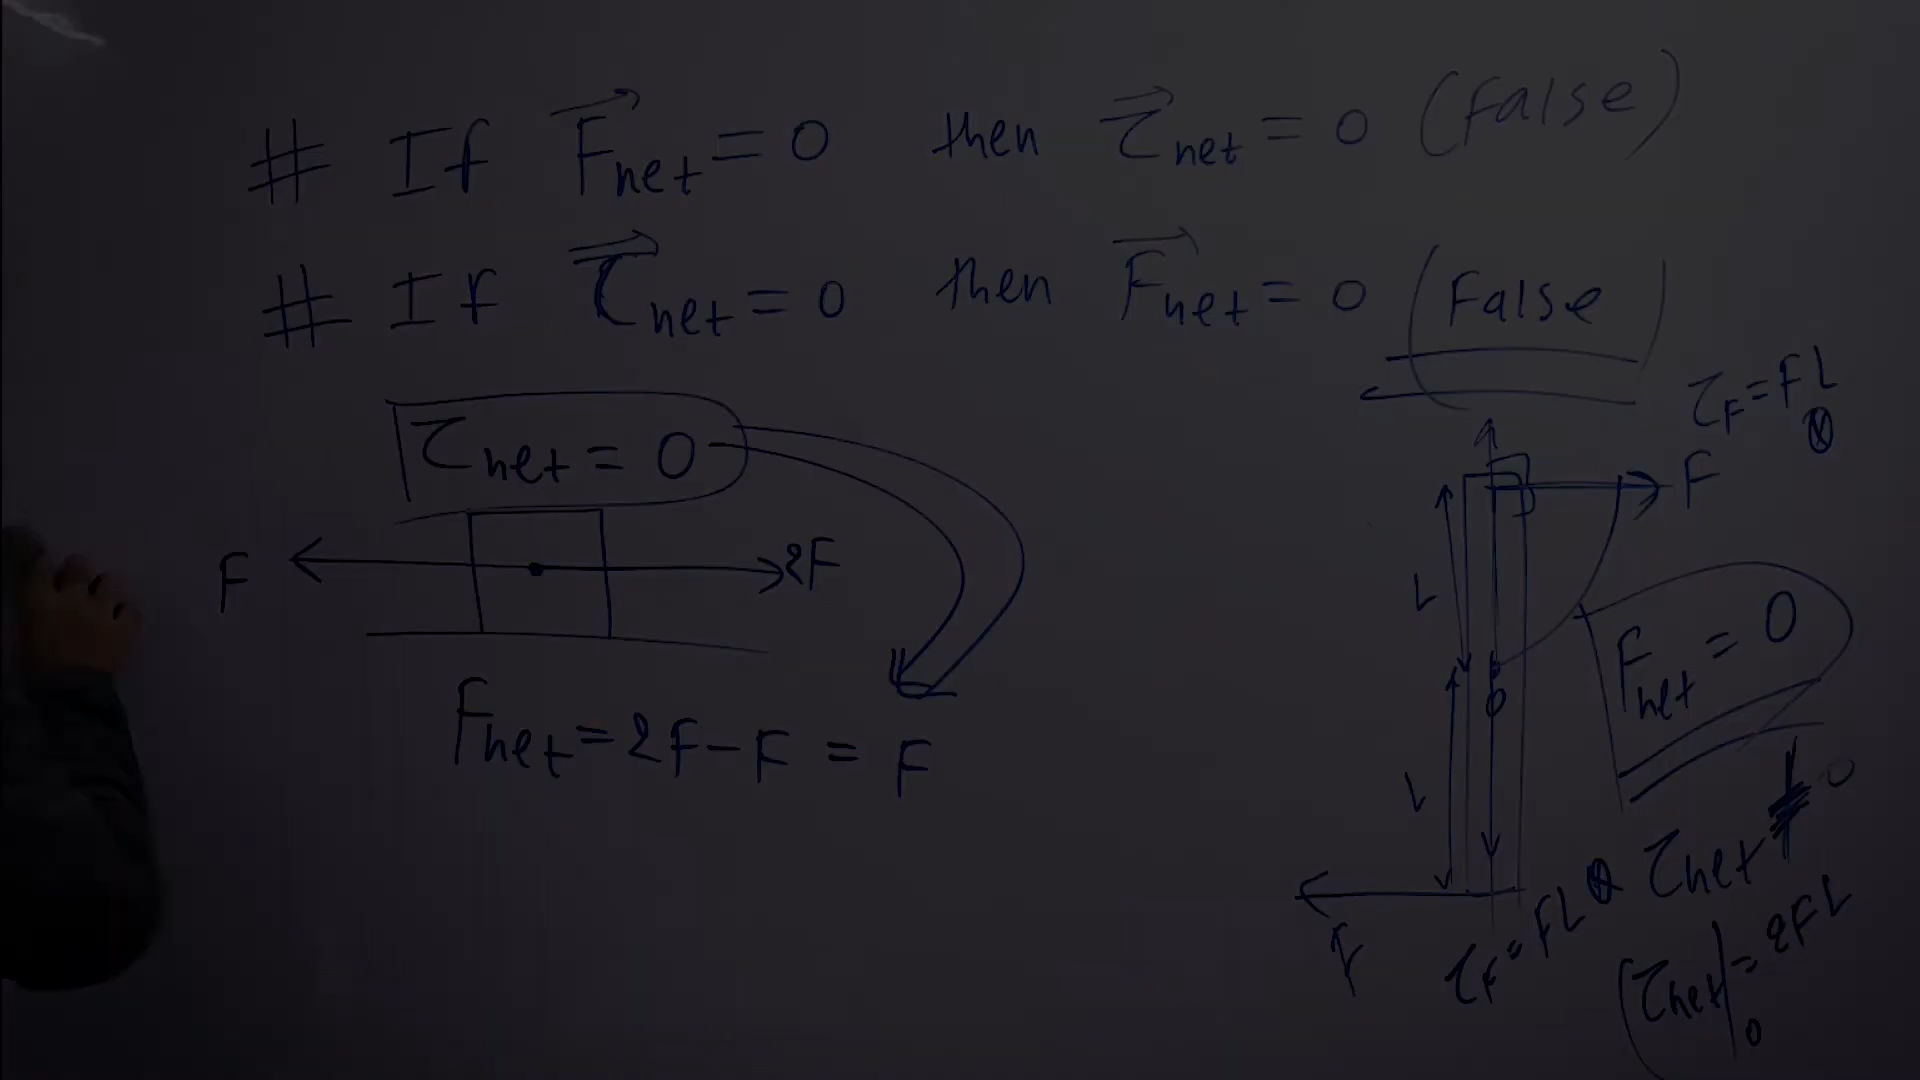 # If F⃗net = 0 then τ⃗net = 0 (False)
# If τ⃗net = 0 then F⃗net = 0 (False)
τnet = 0
F 2F
Fnet = 2F - F = F
τF = FL ⊗
F
L
Fnet = 0
O
L
τnet ≠ 0
F
τF = FL ⊗
(τnet)|0 = 2FL